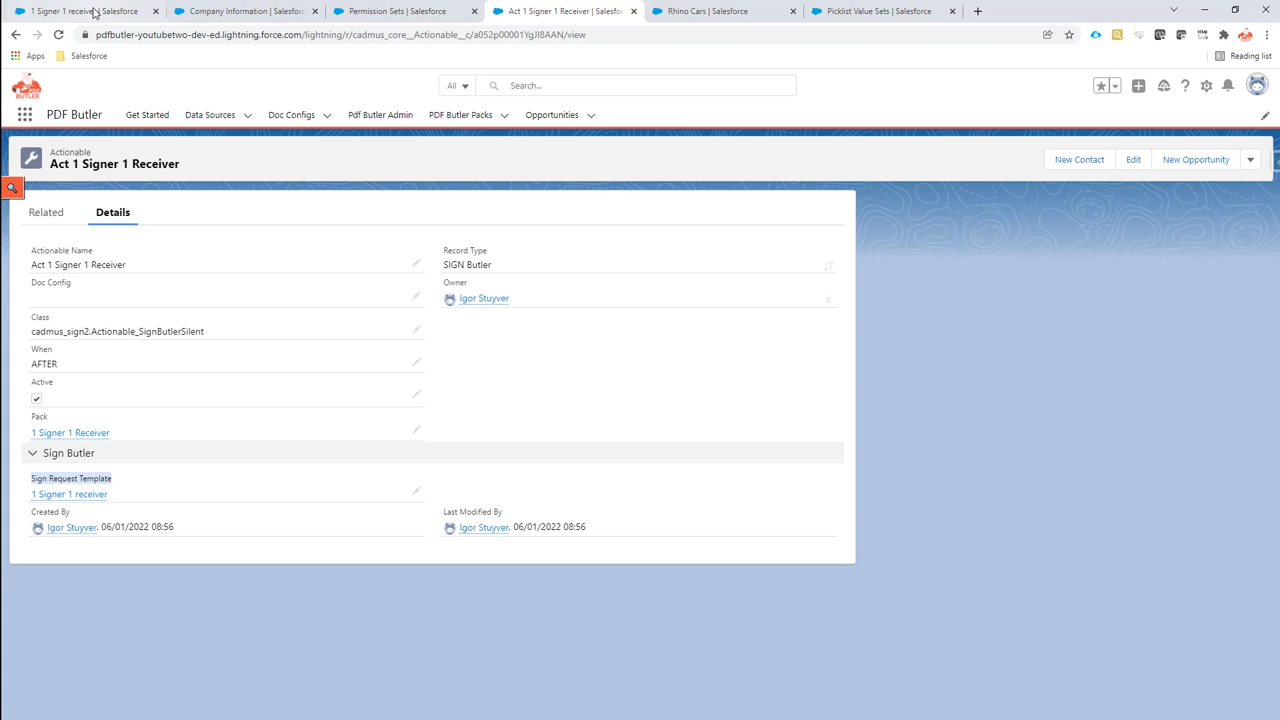 1 Signer 1 receiver | Salesforce
Company Information | Salesforc
Permission Sets | Salesforce
Act 1 Signer 1 Receiver | Salesfo
Rhino Cars | Salesforce
Picklist Value Sets | Salesforce
pdfbutler-youtubetwo-dev-ed.lightning.force.com/lightning/r/cadmus_core__Actionable__c/a052p00001YgJI8AAN/view
Apps
Salesforce
Reading list
PDF
BUTLER
All
Search...
PDF Butler
Get Started
Data Sources
Doc Configs
Pdf Butler Admin
PDF Butler Packs
Opportunities
Actionable
Act 1 Signer 1 Receiver
New Contact
Edit
New Opportunity
Related
Details
Actionable Name
Act 1 Signer 1 Receiver
Record Type
SIGN Butler
Doc Config
Owner
Igor Stuyver
Class
cadmus_sign2.Actionable_SignButlerSilent
When
AFTER
Active
Pack
1 Signer 1 Receiver
Sign Butler
Sign Request Template
1 Signer 1 receiver
Created By
Igor Stuyver, 06/01/2022 08:56
Last Modified By
Igor Stuyver, 06/01/2022 08:56